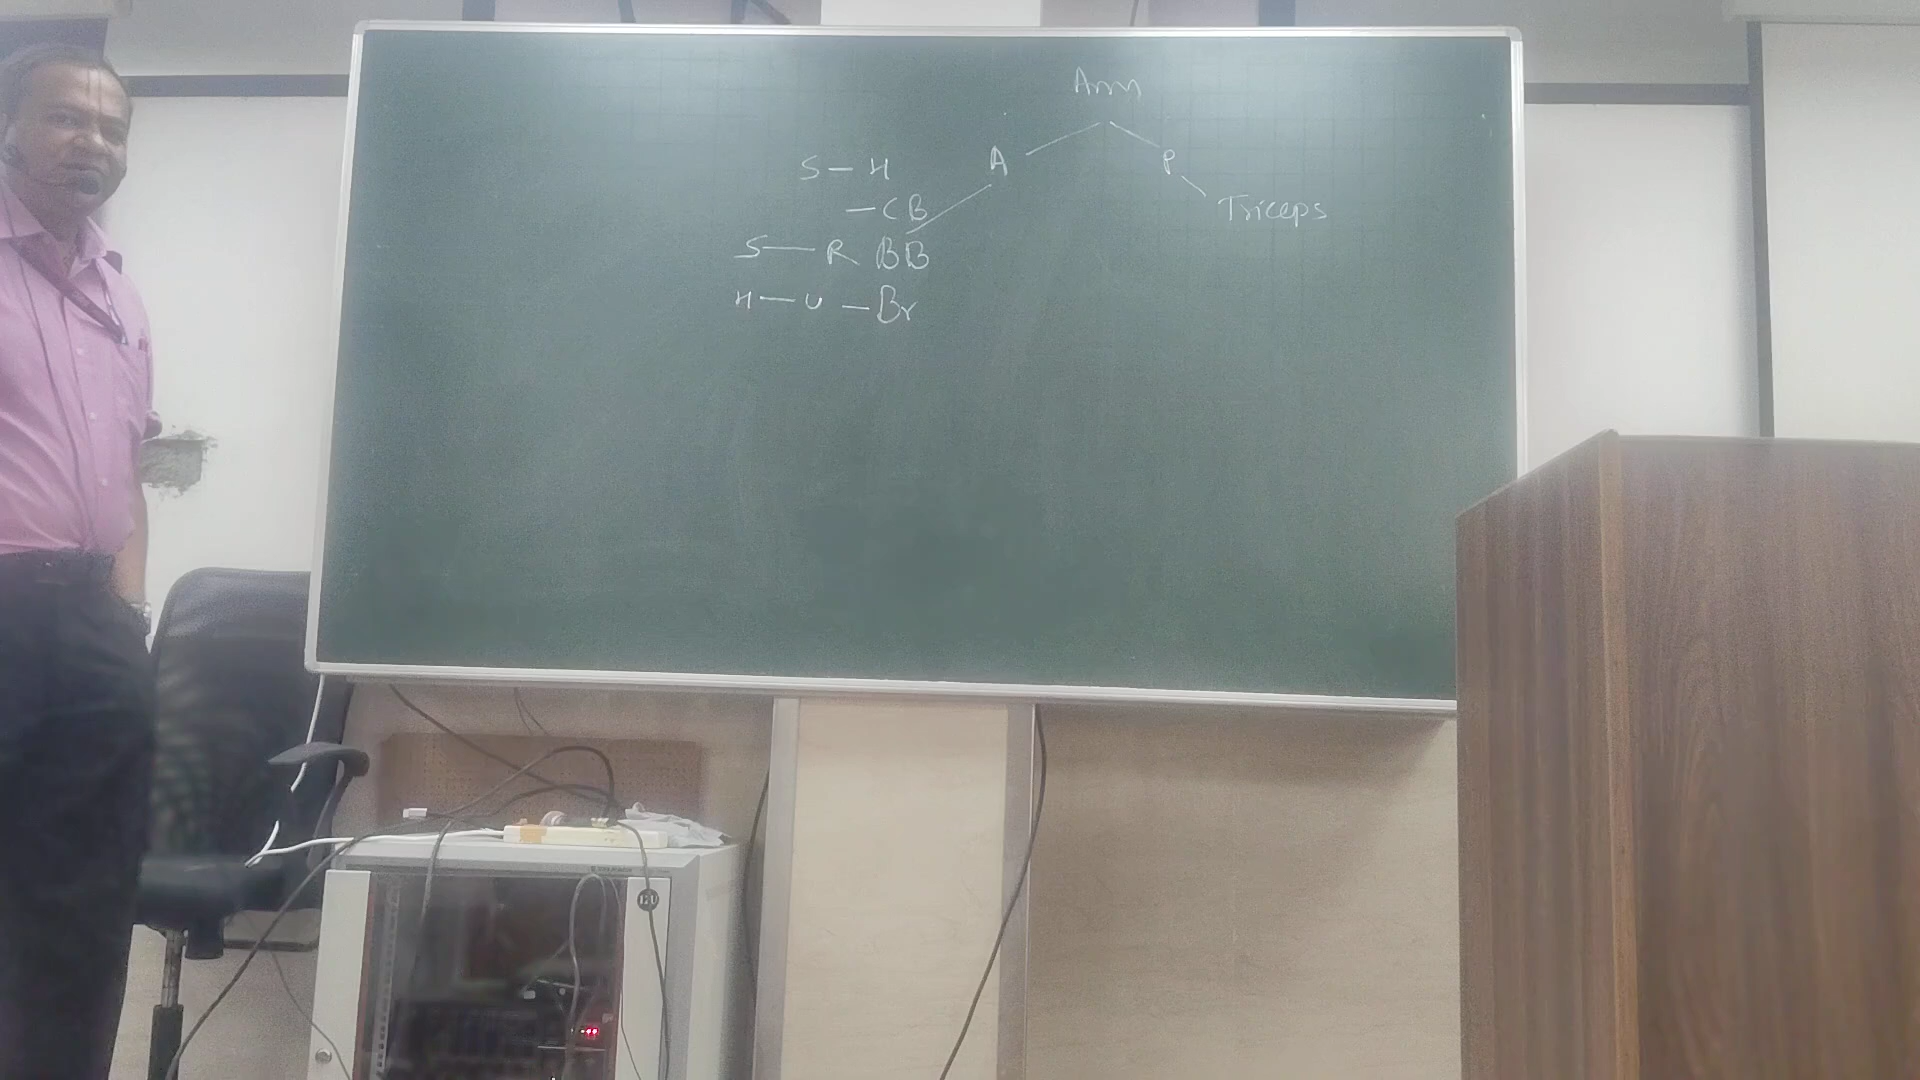 Arm
A P
S - H
- CB
Triceps
S - R BB
H - U - Br